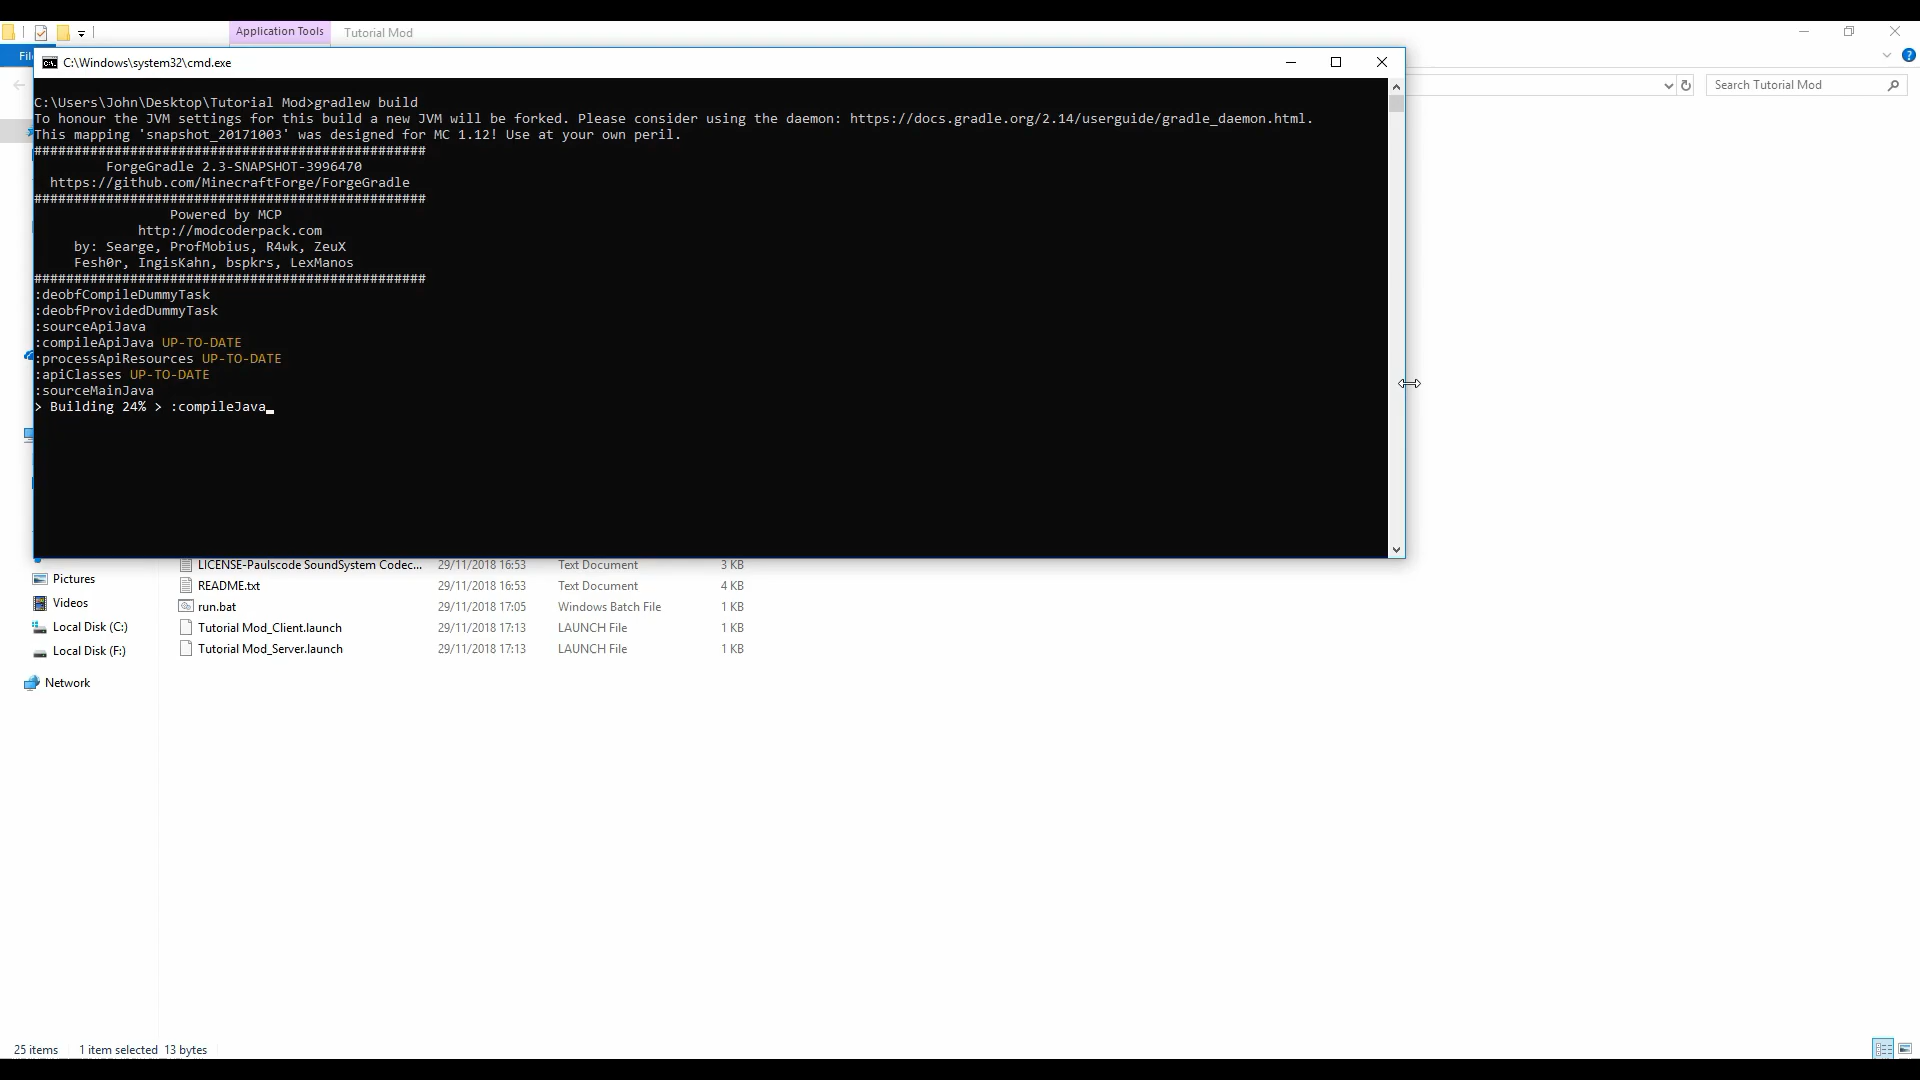 Application Tools
Tutorial Mod
Fil
C:\Windows\system32\cmd.exe
Search Tutorial Mod
C:\Users\John\Desktop\Tutorial Mod>gradlew build
To honour the JVM settings for this build a new JVM will be forked. Please consider using the daemon: https://docs.gradle.org/2.14/userguide/gradle_daemon.html.
This mapping 'snapshot_20171003' was designed for MC 1.12! Use at your own peril.
#################################################
ForgeGradle 2.3-SNAPSHOT-3996470
https://github.com/MinecraftForge/ForgeGradle
#################################################
Powered by MCP
http://modcoderpack.com
by: Searge, ProfMobius, R4wk, ZeuX
Fesh0r, IngisKahn, bspkrs, LexManos
#################################################
:deobfCompileDummyTask
:deobfProvidedDummyTask
:sourceApiJava
:compileApiJava UP-TO-DATE
:processApiResources UP-TO-DATE
:apiClasses UP-TO-DATE
:sourceMainJava
> Building 24% > :compileJava
LICENSE-Paulscode SoundSystem Codec... 29/11/2018 16:53 Text Document 3 KB
Pictures
README.txt 29/11/2018 16:53 Text Document 4 KB
Videos
run.bat 29/11/2018 17:05 Windows Batch File 1 KB
Local Disk (C:)
Tutorial Mod_Client.launch 29/11/2018 17:13 LAUNCH File 1 KB
Local Disk (F:)
Tutorial Mod_Server.launch 29/11/2018 17:13 LAUNCH File 1 KB
Network
25 items 1 item selected 13 bytes